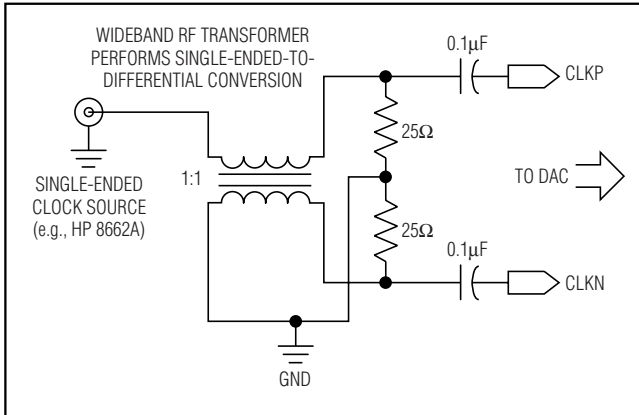 WIDEBAND RF TRANSFORMER
PERFORMS SINGLE-ENDED-TO-
DIFFERENTIAL CONVERSION
0.1μF
CLKP
25Ω
1:1
TO DAC
SINGLE-ENDED
CLOCK SOURCE
(e.g., HP 8662A)
25Ω
0.1μF
CLKN
GND